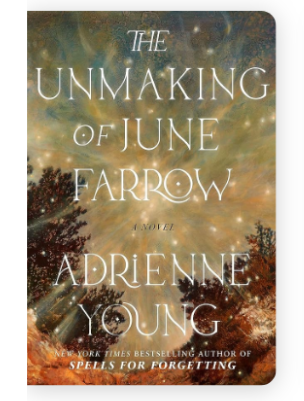 THE
UNMAKING
OF JUNE
FARROW
A NOVEL
ADRIENNE
YOUNG
NEW YORK TIMES BESTSELLING AUTHOR OF
SPELLS FOR FORGETTING